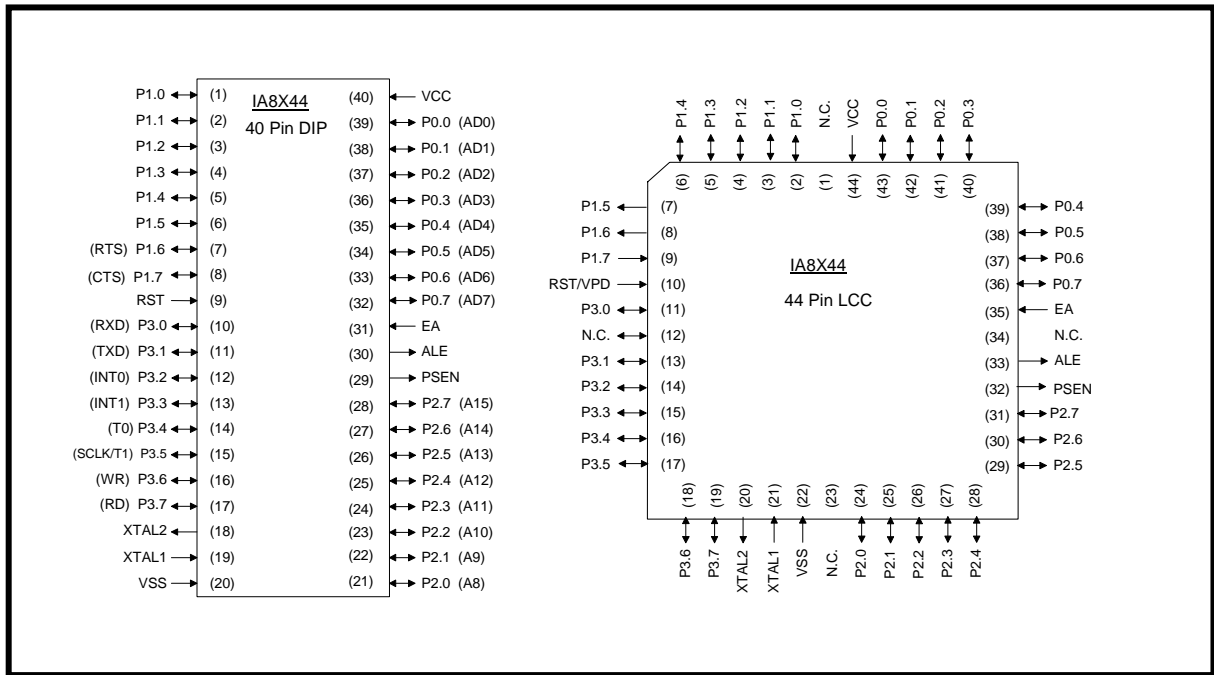 IA8X44
40 Pin DIP
P1.0 (1)
P1.1 (2)
P1.2 (3)
P1.3 (4)
P1.4 (5)
P1.5 (6)
(RTS) P1.6 (7)
(CTS) P1.7 (8)
RST (9)
(RXD) P3.0 (10)
(TXD) P3.1 (11)
(INT0) P3.2 (12)
(INT1) P3.3 (13)
(T0) P3.4 (14)
(SCLK/T1) P3.5 (15)
(WR) P3.6 (16)
(RD) P3.7 (17)
XTAL2 (18)
XTAL1 (19)
VSS (20)
(40) VCC
(39) P0.0 (AD0)
(38) P0.1 (AD1)
(37) P0.2 (AD2)
(36) P0.3 (AD3)
(35) P0.4 (AD4)
(34) P0.5 (AD5)
(33) P0.6 (AD6)
(32) P0.7 (AD7)
(31) EA
(30) ALE
(29) PSEN
(28) P2.7 (A15)
(27) P2.6 (A14)
(26) P2.5 (A13)
(25) P2.4 (A12)
(24) P2.3 (A11)
(23) P2.2 (A10)
(22) P2.1 (A9)
(21) P2.0 (A8)
P1.4 P1.3 P1.2 P1.1 P1.0 N.C. VCC P0.0 P0.1 P0.2 P0.3
(6) (5) (4) (3) (2) (1) (44) (43) (42) (41) (40)
P1.5 (7)
P1.6 (8)
P1.7 (9)
RST/VPD (10)
P3.0 (11)
N.C. (12)
P3.1 (13)
P3.2 (14)
P3.3 (15)
P3.4 (16)
P3.5 (17)
IA8X44
44 Pin LCC
(39) P0.4
(38) P0.5
(37) P0.6
(36) P0.7
(35) EA
(34) N.C.
(33) ALE
(32) PSEN
(31) P2.7
(30) P2.6
(29) P2.5
(18) (19) (20) (21) (22) (23) (24) (25) (26) (27) (28)
P3.6 P3.7 XTAL2 XTAL1 VSS N.C. P2.0 P2.1 P2.2 P2.3 P2.4